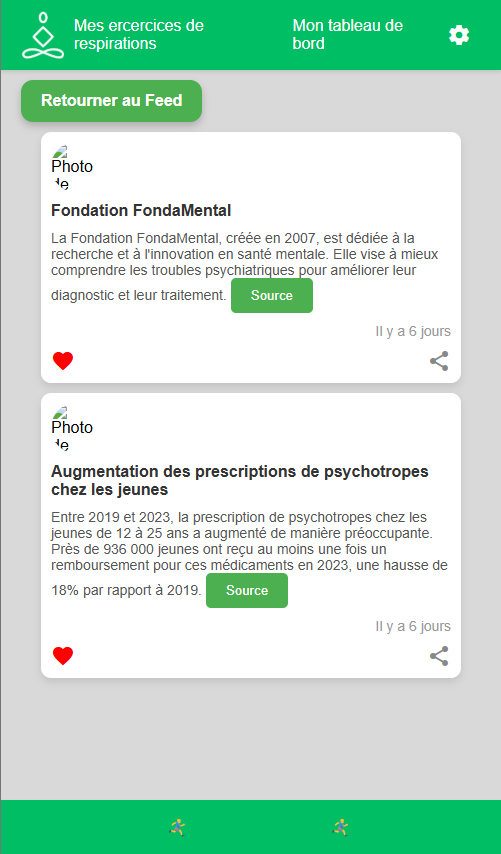 Mes ercercices de
respirations
Mon tableau de
bord
Retourner au Feed
Photo
de
Fondation FondaMental
La Fondation FondaMental, créée en 2007, est dédiée à la
recherche et à l'innovation en santé mentale. Elle vise à mieux
comprendre les troubles psychiatriques pour améliorer leur
diagnostic et leur traitement. Source
Il y a 6 jours
Photo
de
Augmentation des prescriptions de psychotropes
chez les jeunes
Entre 2019 et 2023, la prescription de psychotropes chez les
jeunes de 12 à 25 ans a augmenté de manière préoccupante.
Près de 936 000 jeunes ont reçu au moins une fois un
remboursement pour ces médicaments en 2023, une hausse de
18% par rapport à 2019. Source
Il y a 6 jours